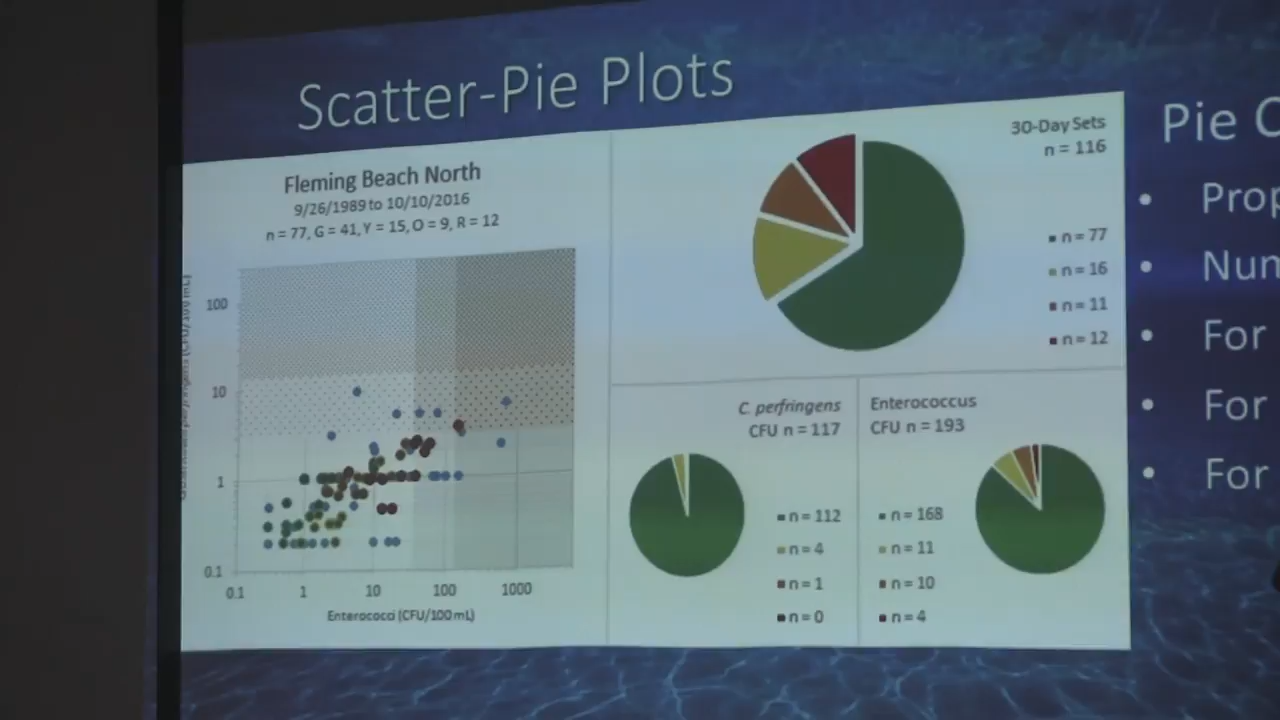 Scatter-Pie Plots
Fleming Beach North
9/26/1989 to 10/10/2016
n = 77, G = 41, Y = 15, O = 9, R = 12
(CFU/100 mL)
100
10
1
0.1
0.1
1
10
100
1000
Enterococci (CFU/100 mL)
30-Day Sets
n = 116
n = 77
n = 16
n = 11
n = 12
C. perfringens
CFU n = 117
n = 112
n = 4
n = 1
n = 0
Enterococcus
CFU n = 193
n = 168
n = 11
n = 10
n = 4
Pie C
• Prop
• Num
• For
• For
• For